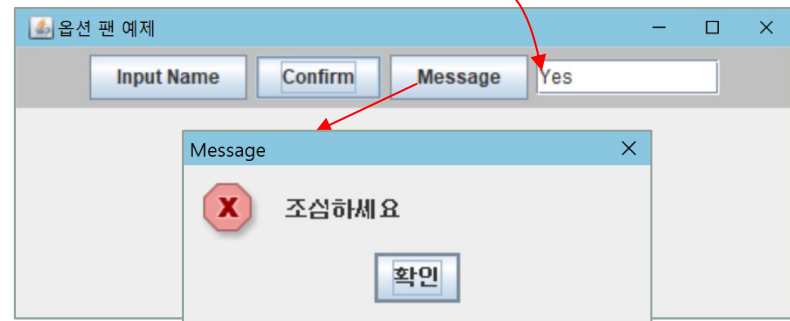 옵션 팬 예제
Input Name Confirm Message Yes
Message
조심하세요
확인